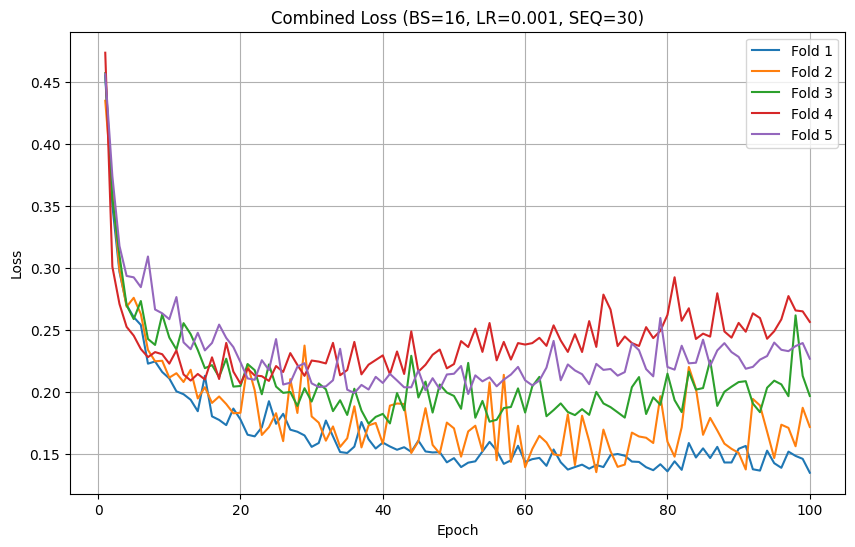 Combined Loss (BS=16, LR=0.001, SEQ=30)
Fold 1
Fold 2
Fold 3
Fold 4
Fold 5
Loss
0.45
0.40
0.35
0.30
0.25
0.20
0.15
0 20 40 60 80 100
Epoch